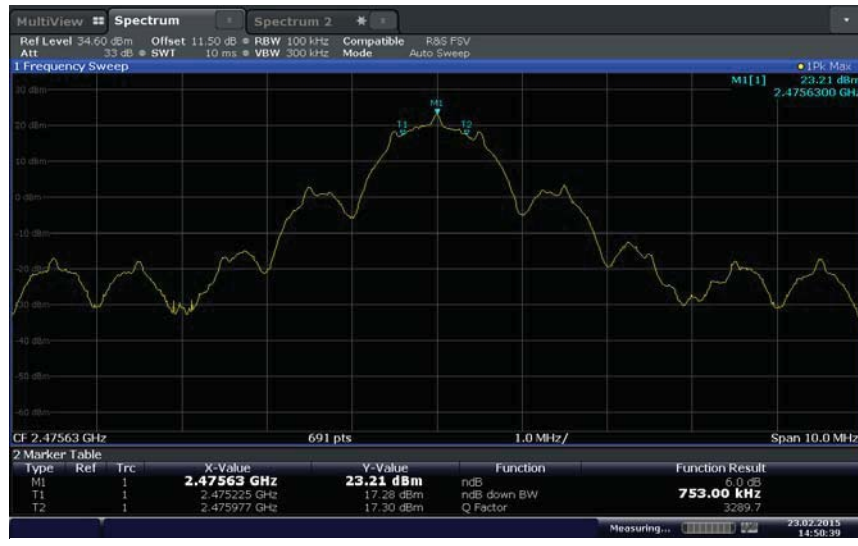 MultiView Spectrum x Spectrum 2 * x
Ref Level 34.60 dBm Offset 11.50 dB RBW 100 kHz Compatible R&S FSV
Att 33 dB SWT 10 ms VBW 300 kHz Mode Auto Sweep
1 Frequency Sweep 1Pk Max
M1[1] 23.21 dBm
2.4756300 GHz
30 dBm
M1
20 dBm T1 T2
10 dBm
0 dBm
-10 dBm
-20 dBm
-30 dBm
-40 dBm
-50 dBm
-60 dBm
CF 2.47563 GHz 691 pts 1.0 MHz/ Span 10.0 MHz
2 Marker Table
Type Ref Trc X-Value Y-Value Function Function Result
M1 1 2.47563 GHz 23.21 dBm ndB 6.0 dB
T1 1 2.475225 GHz 17.28 dBm ndB down BW 753.00 kHz
T2 1 2.475977 GHz 17.30 dBm Q Factor 3289.7
Measuring... 23.02.2015
14:50:39